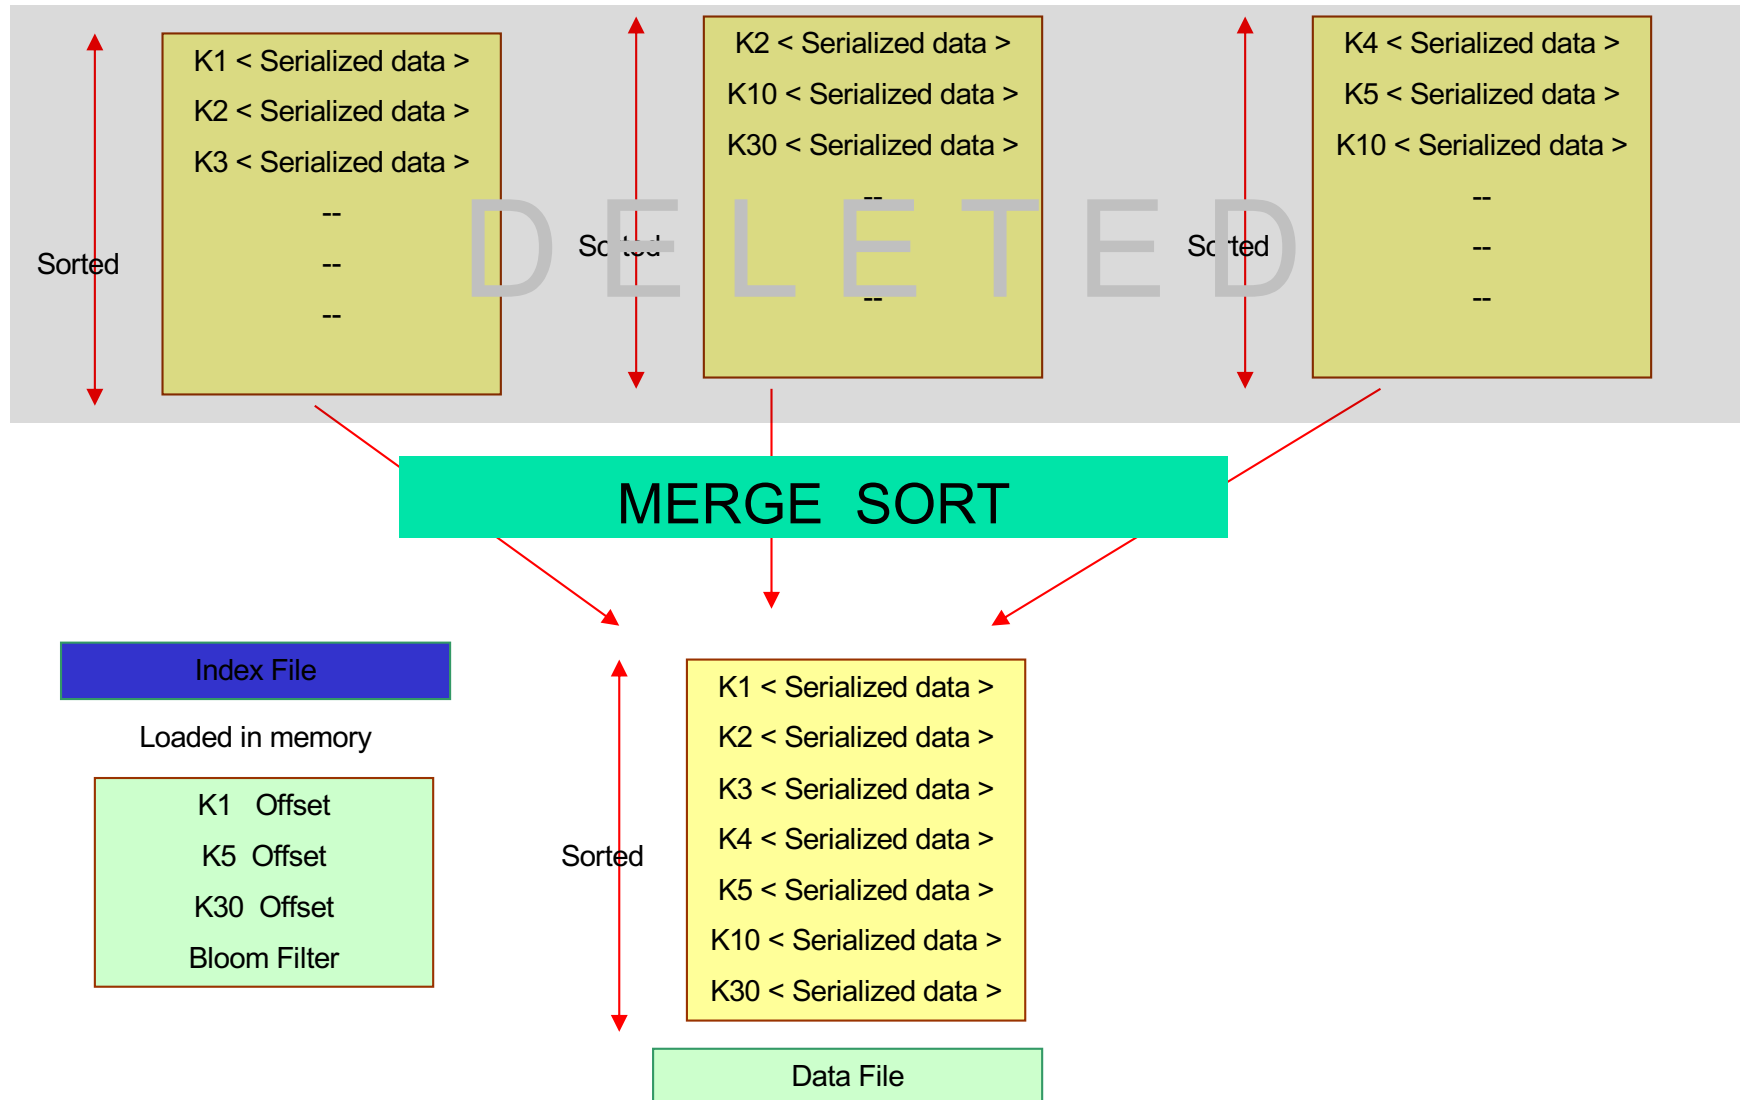 K1 < Serialized data >
K2 < Serialized data >
K3 < Serialized data >
--
--
--
Sorted
K2 < Serialized data >
K10 < Serialized data >
K30 < Serialized data >
--
--
Sorted
K4 < Serialized data >
K5 < Serialized data >
K10 < Serialized data >
--
--
--
Sorted
DELETED
MERGE SORT
Index File
Loaded in memory
K1 Offset
K5 Offset
K30 Offset
Bloom Filter
Sorted
K1 < Serialized data >
K2 < Serialized data >
K3 < Serialized data >
K4 < Serialized data >
K5 < Serialized data >
K10 < Serialized data >
K30 < Serialized data >
Data File